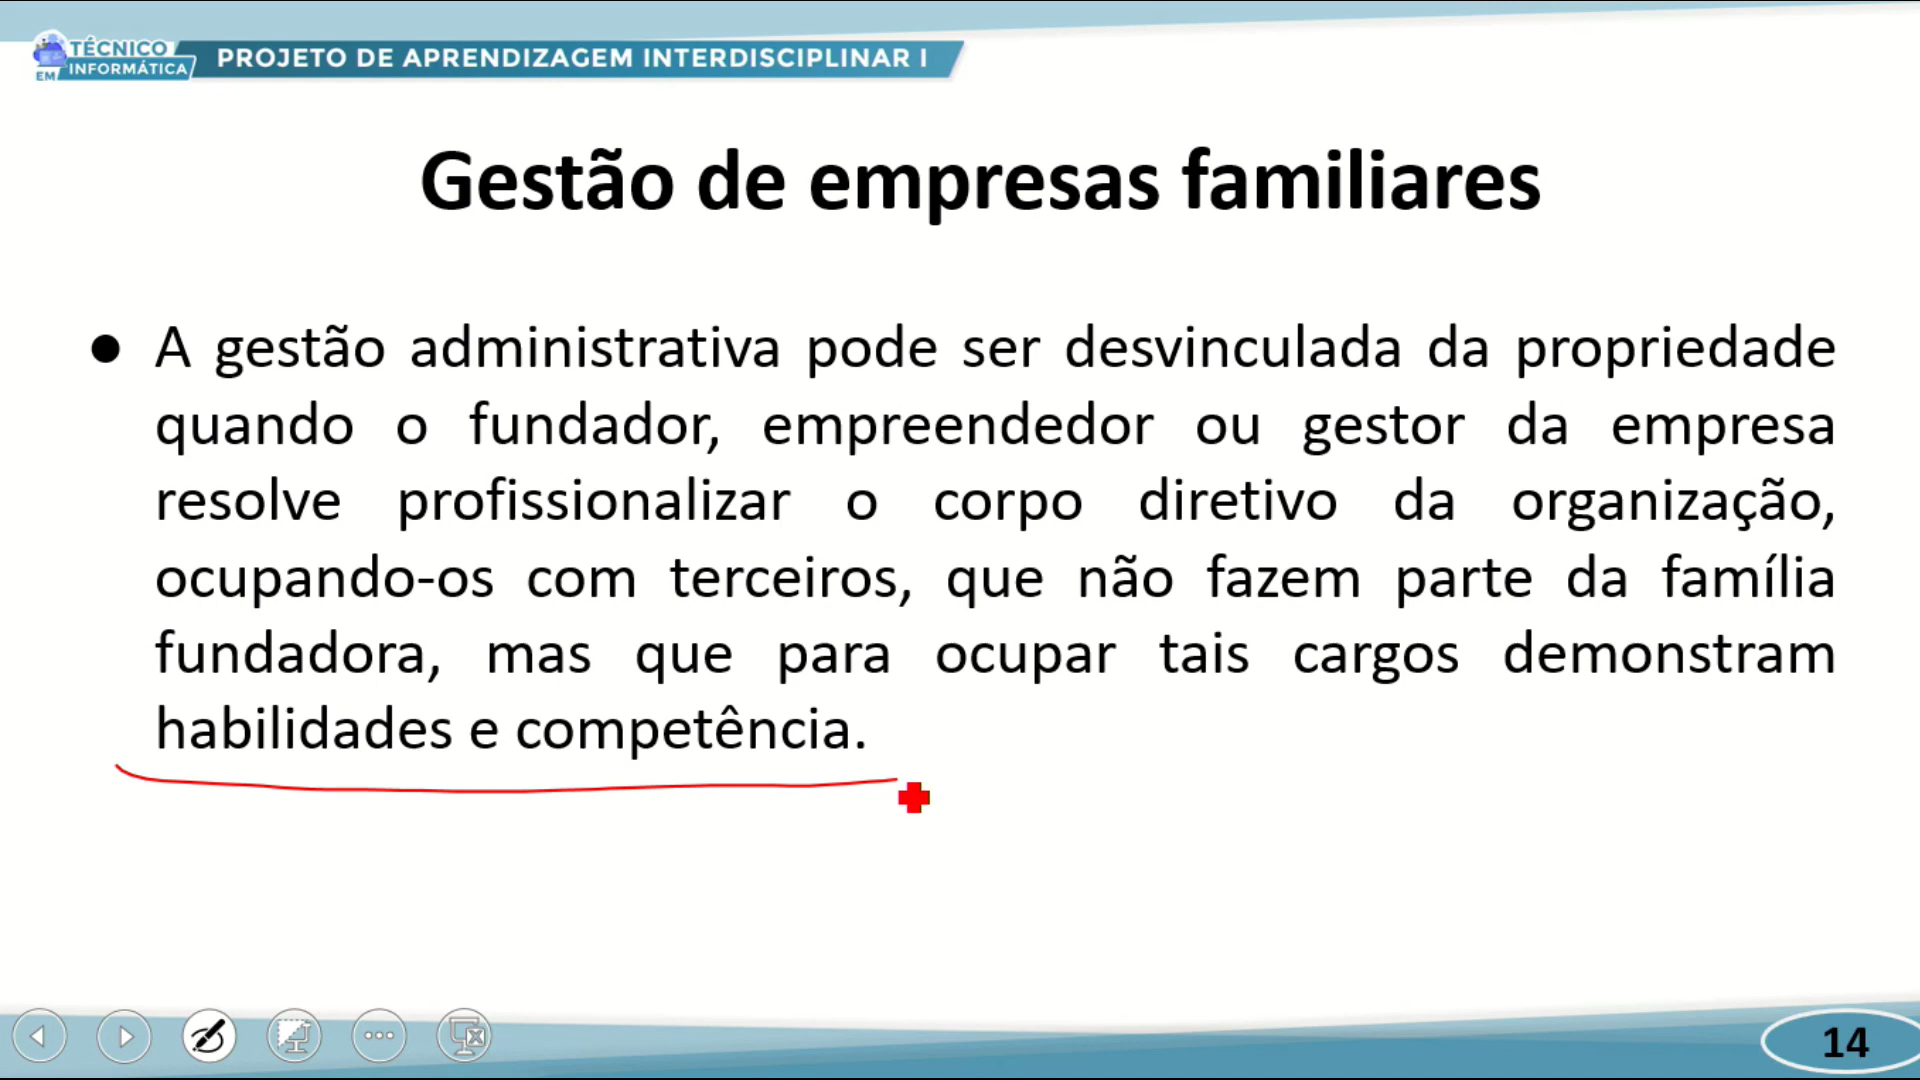 TÉCNICO
EM INFORMÁTICA
PROJETO DE APRENDIZAGEM INTERDISCIPLINAR I
Gestão de empresas familiares
● A gestão administrativa pode ser desvinculada da propriedade
quando o fundador, empreendedor ou gestor da empresa
resolve profissionalizar o corpo diretivo da organização,
ocupando-os com terceiros, que não fazem parte da família
fundadora, mas que para ocupar tais cargos demonstram
habilidades e competência.
14